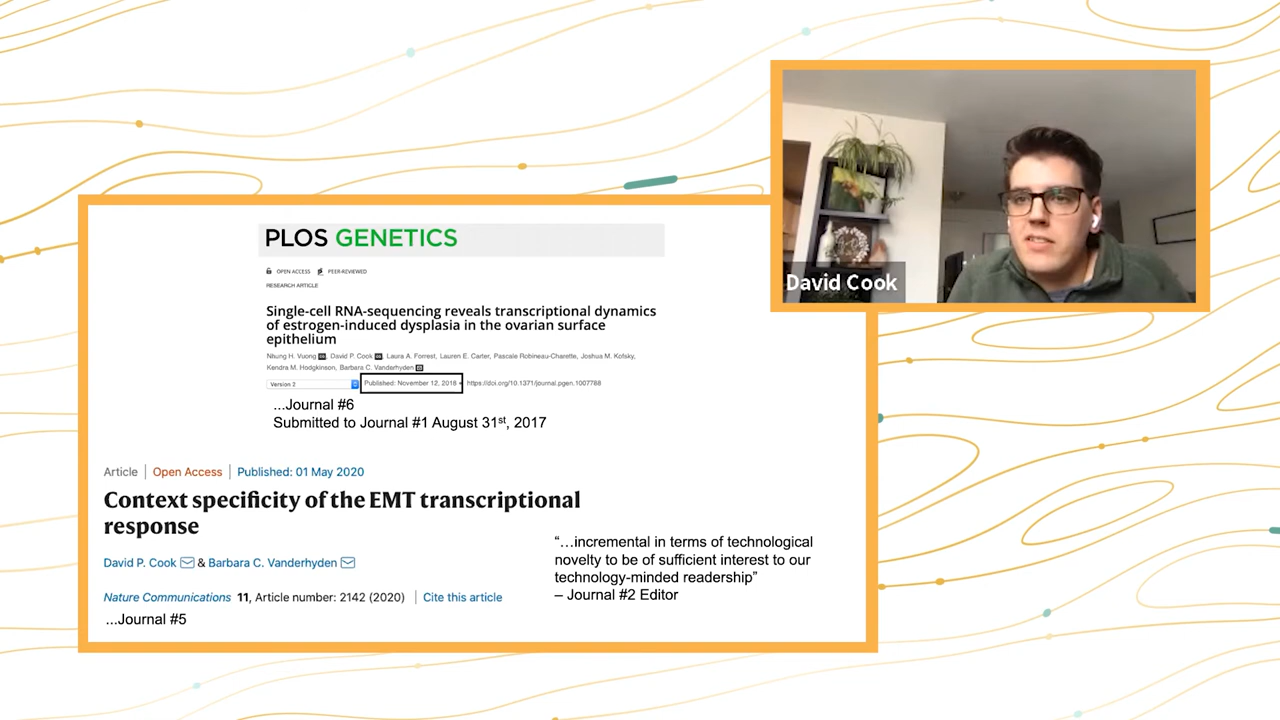 PLOS GENETICS
OPEN ACCESS PEER-REVIEWED
RESEARCH ARTICLE
Single-cell RNA-sequencing reveals transcriptional dynamics
of estrogen-induced dysplasia in the ovarian surface
epithelium
Nhung H. Vuong, David P. Cook, Laura A. Forrest, Lauren E. Carter, Pascale Robineau-Charette, Joshua M. Kofsky,
Kendra M. Hodgkinson, Barbara C. Vanderhyden
Version 2 Published: November 12, 2018 • https://doi.org/10.1371/journal.pgen.1007788
...Journal #6
Submitted to Journal #1 August 31st, 2017
David Cook
Article | Open Access | Published: 01 May 2020
Context specificity of the EMT transcriptional
response
David P. Cook & Barbara C. Vanderhyden
Nature Communications 11, Article number: 2142 (2020) | Cite this article
...Journal #5
“…incremental in terms of technological
novelty to be of sufficient interest to our
technology-minded readership”
– Journal #2 Editor